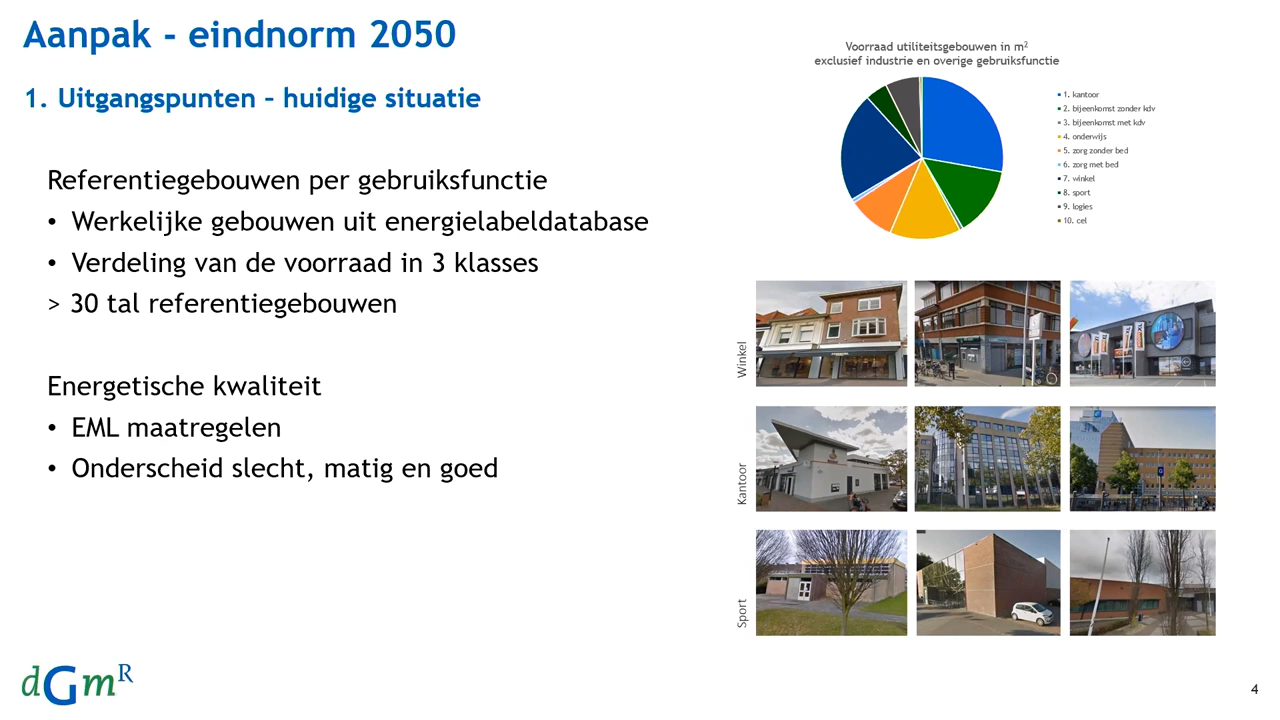 Aanpak - eindnorm 2050
1. Uitgangspunten – huidige situatie
Referentiegebouwen per gebruiksfunctie
• Werkelijke gebouwen uit energielabeldatabase
• Verdeling van de voorraad in 3 klasses
> 30 tal referentiegebouwen
Energetische kwaliteit
• EML maatregelen
• Onderscheid slecht, matig en goed
Voorraad utiliteitsgebouwen in m²
exclusief industrie en overige gebruiksfunctie
1. kantoor
2. bijeenkomst zonder kdv
3. bijeenkomst met kdv
4. onderwijs
5. zorg zonder bed
6. zorg met bed
7. winkel
8. sport
9. logies
10. cel
Winkel
Kantoor
Sport
dGmR
4